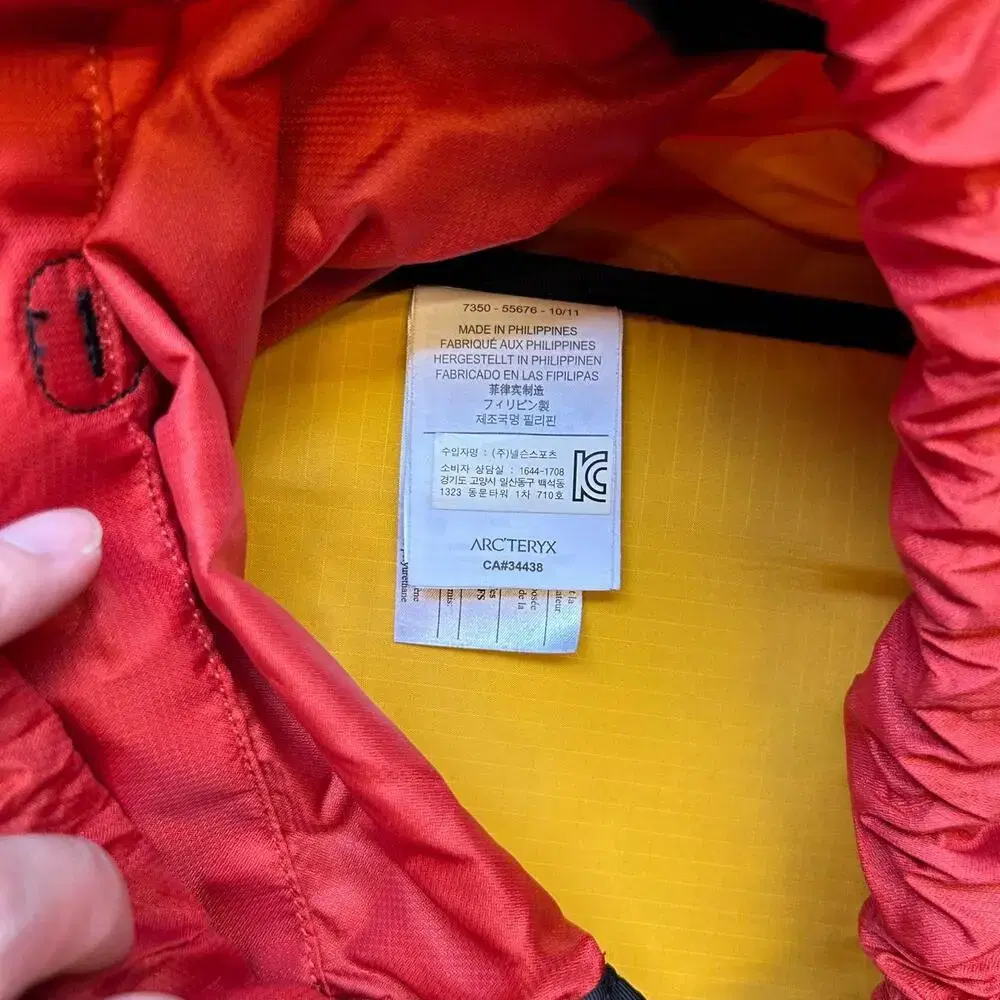 7350 - 55676 - 10/11
MADE IN PHILIPPINES
FABRIQUÉ AUX PHILIPPINES
HERGESTELLT IN PHILIPPINEN
FABRICADO EN LAS FIPILIPAS
菲律宾制造
フィリピン製
제조국명 필리핀
수입자명 : (주)넬슨스포츠
소비자 상담실 : 1644-1708
경기도 고양시 일산동구 백석동
1323 동문타워 1차 710호
ARC'TERYX
CA#34438